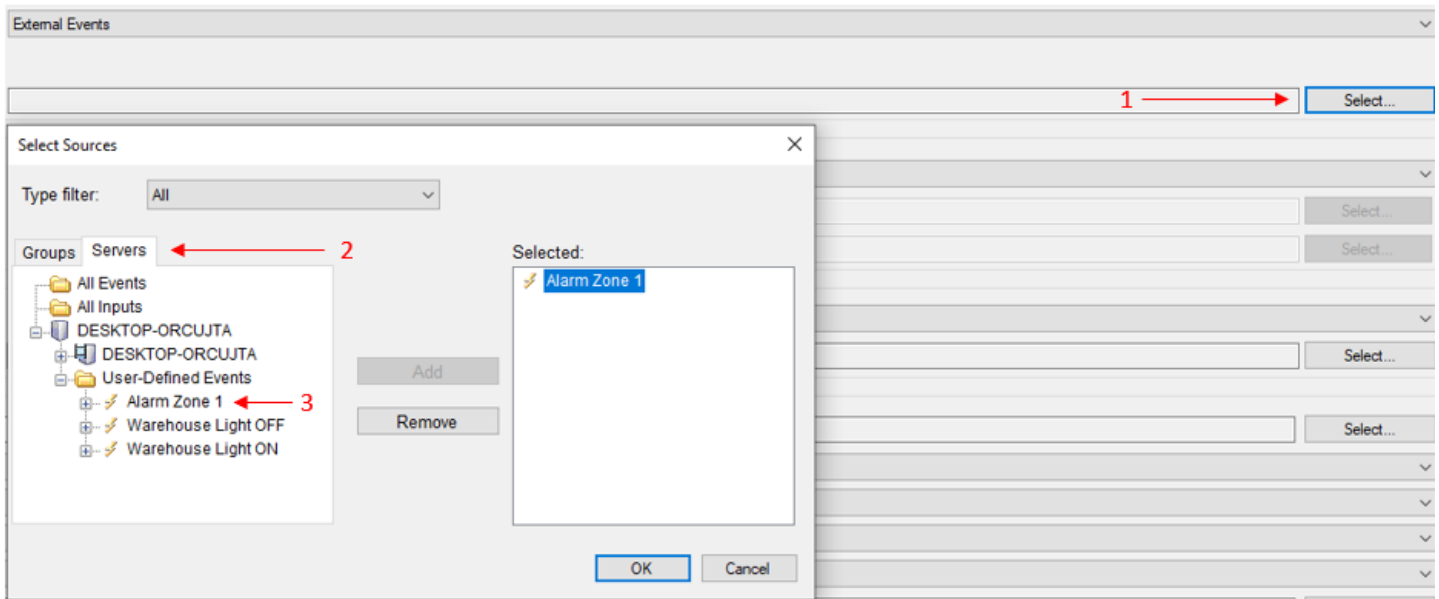 External Events
1
Select...
Select Sources
Type filter:
All
Select...
Groups
Servers
2
Selected:
Select...
All Events
Alarm Zone 1
All Inputs
DESKTOP-ORCUJTA
DESKTOP-ORCUJTA
Select...
User-Defined Events
Add
Alarm Zone 1
3
Warehouse Light OFF
Remove
Select...
Warehouse Light ON
OK
Cancel